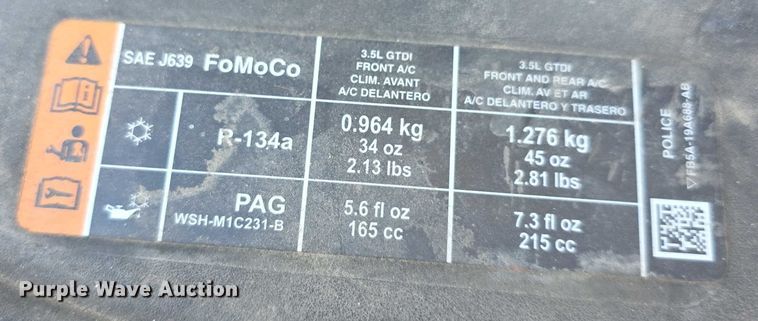 SAE J639 FoMoCo
3.5L GTDI
FRONT A/C
CLIM. AVANT
A/C DELANTERO
3.5L GTDI
FRONT AND REAR A/C
CLIM. AV ET AR
A/C DELANTERO Y TRASERO
R-134a
0.964 kg
34 oz
2.13 lbs
1.276 kg
45 oz
2.81 lbs
PAG
WSH-M1C231-B
5.6 fl oz
165 cc
7.3 fl oz
215 cc
POLICE
FB5A-19A688-AB
Purple Wave Auction